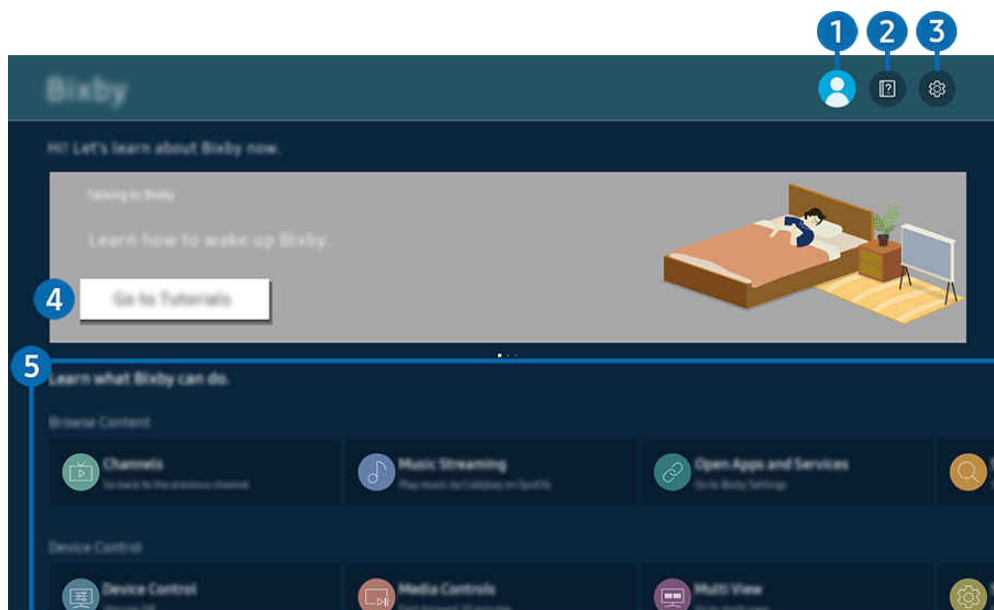 1 2 3
Bixby
Hi! Let's learn about Bixby now.
Talking to Bixby
Learn how to wake up Bixby.
4
Go to Tutorials
5
Learn what Bixby can do.
Browse Content
Channels Music Streaming Open Apps and Services
Go back to the previous channel Play music by Coldplay on Spotify Go to Bixby Settings
Device Control
Device Control Media Controls Multi View